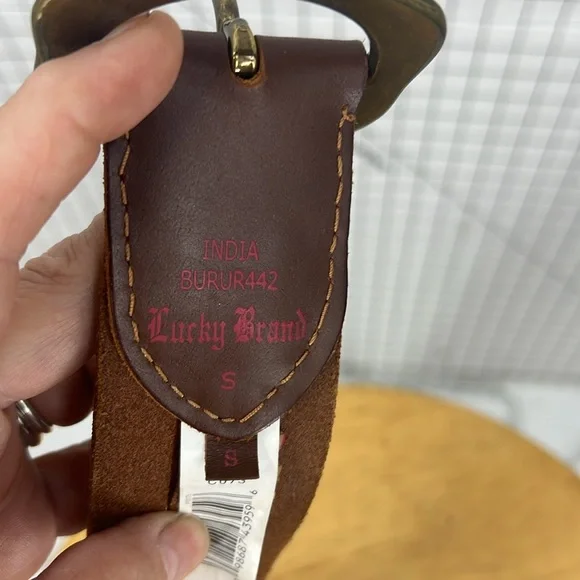 INDIA
BURUR442
Lucky Brand
S
S